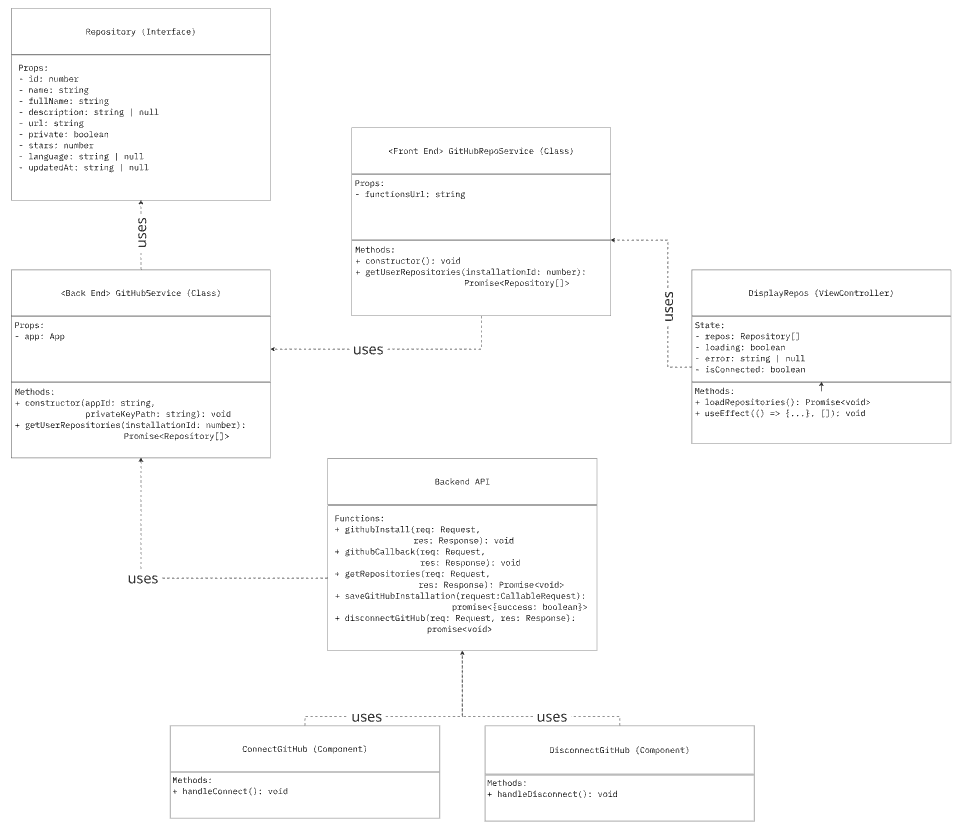 Repository (Interface)
Props:
- id: number
- name: string
- fullName: string
- description: string | null
- url: string
- private: boolean
- stars: number
- language: string | null
- updatedAt: string | null
uses
<Front End> GitHubRepoService (Class)
Props:
- functionsUrl: string
Methods:
+ constructor(): void
+ getUserRepositories(installationId: number):
Promise<Repository[]>
uses
<Back End> GitHubService (Class)
Props:
- app: App
Methods:
+ constructor(appId: string,
privateKeyPath: string): void
+ getUserRepositories(installationId: number):
Promise<Repository[]>
uses
DisplayRepos (ViewController)
State:
- repos: Repository[]
- loading: boolean
- error: string | null
- isConnected: boolean
Methods:
+ loadRepositories(): Promise<void>
+ useEffect(() => {...}, []): void
uses
Backend API
Functions:
+ githubInstall(req: Request,
res: Response): void
+ githubCallback(req: Request,
res: Response): void
+ getRepositories(req: Request,
res: Response): Promise<void>
+ saveGitHubInstallation(request:CallableRequest):
promise<{success: boolean}>
+ disconnectGitHub(req: Request, res: Response):
promise<void>
uses
uses
ConnectGitHub (Component)
Methods:
+ handleConnect(): void
DisconnectGitHub (Component)
Methods:
+ handleDisconnect(): void